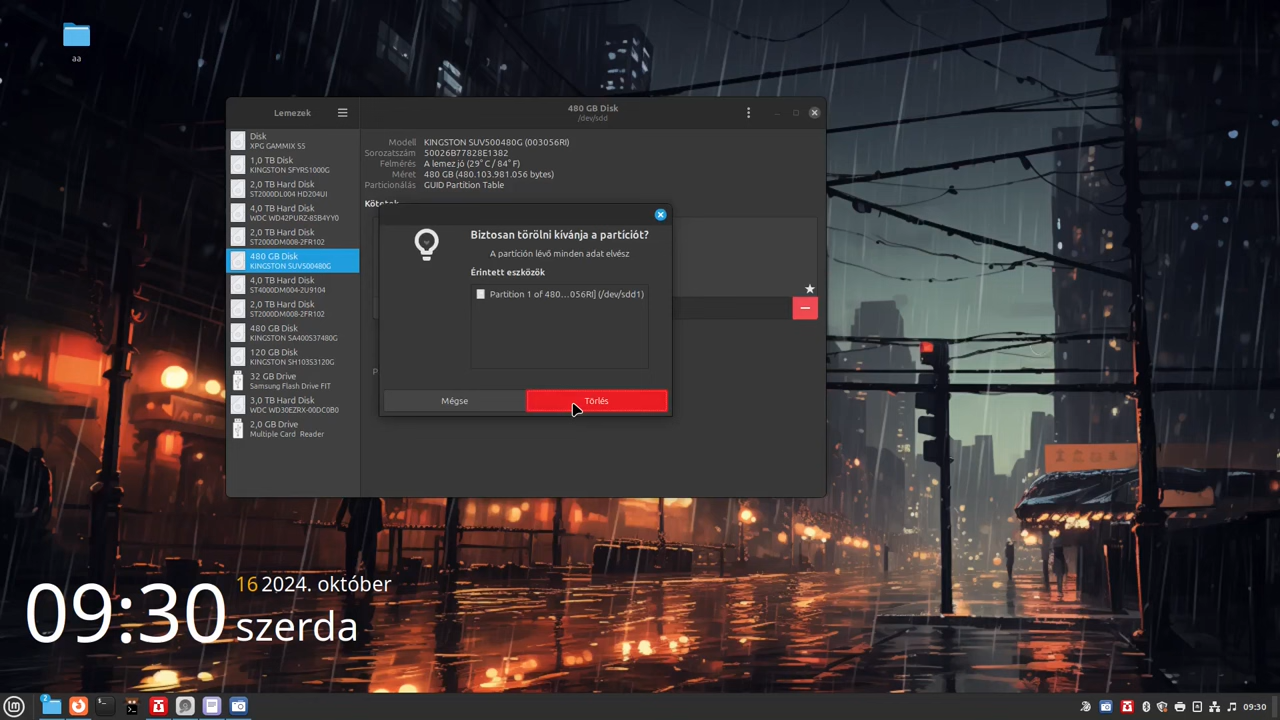 aa
Lemezek
480 GB Disk
/dev/sdd
Disk
XPG GAMMIX S5
1,0 TB Disk
KINGSTON SFYRS1000G
2,0 TB Hard Disk
ST2000DL004 HD204UI
4,0 TB Hard Disk
WDC WD42PURZ-85B4YY0
2,0 TB Hard Disk
ST2000DM008-2FR102
480 GB Disk
KINGSTON SUV500480G
4,0 TB Hard Disk
ST4000DM004-2U9104
2,0 TB Hard Disk
ST2000DM008-2FR102
480 GB Disk
KINGSTON SA400S37480G
120 GB Disk
KINGSTON SH103S3120G
32 GB Drive
Samsung Flash Drive FIT
3,0 TB Hard Disk
WDC WD30EZRX-00DC0B0
2,0 GB Drive
Multiple Card Reader
Modell KINGSTON SUV500480G (003056RI)
Sorozatszám 50026B77828E1382
Felmérés A lemez jó (29° C / 84° F)
Méret 480 GB (480.103.981.056 bytes)
Particionálás GUID Partition Table
Biztosan törölni kívánja a partíciót?
A partíción lévő minden adat elvész
Érintett eszközök
Partition 1 of 480…056RI] (/dev/sdd1)
Mégse
Törlés
09:30
16 2024. október
szerda
2
09:30